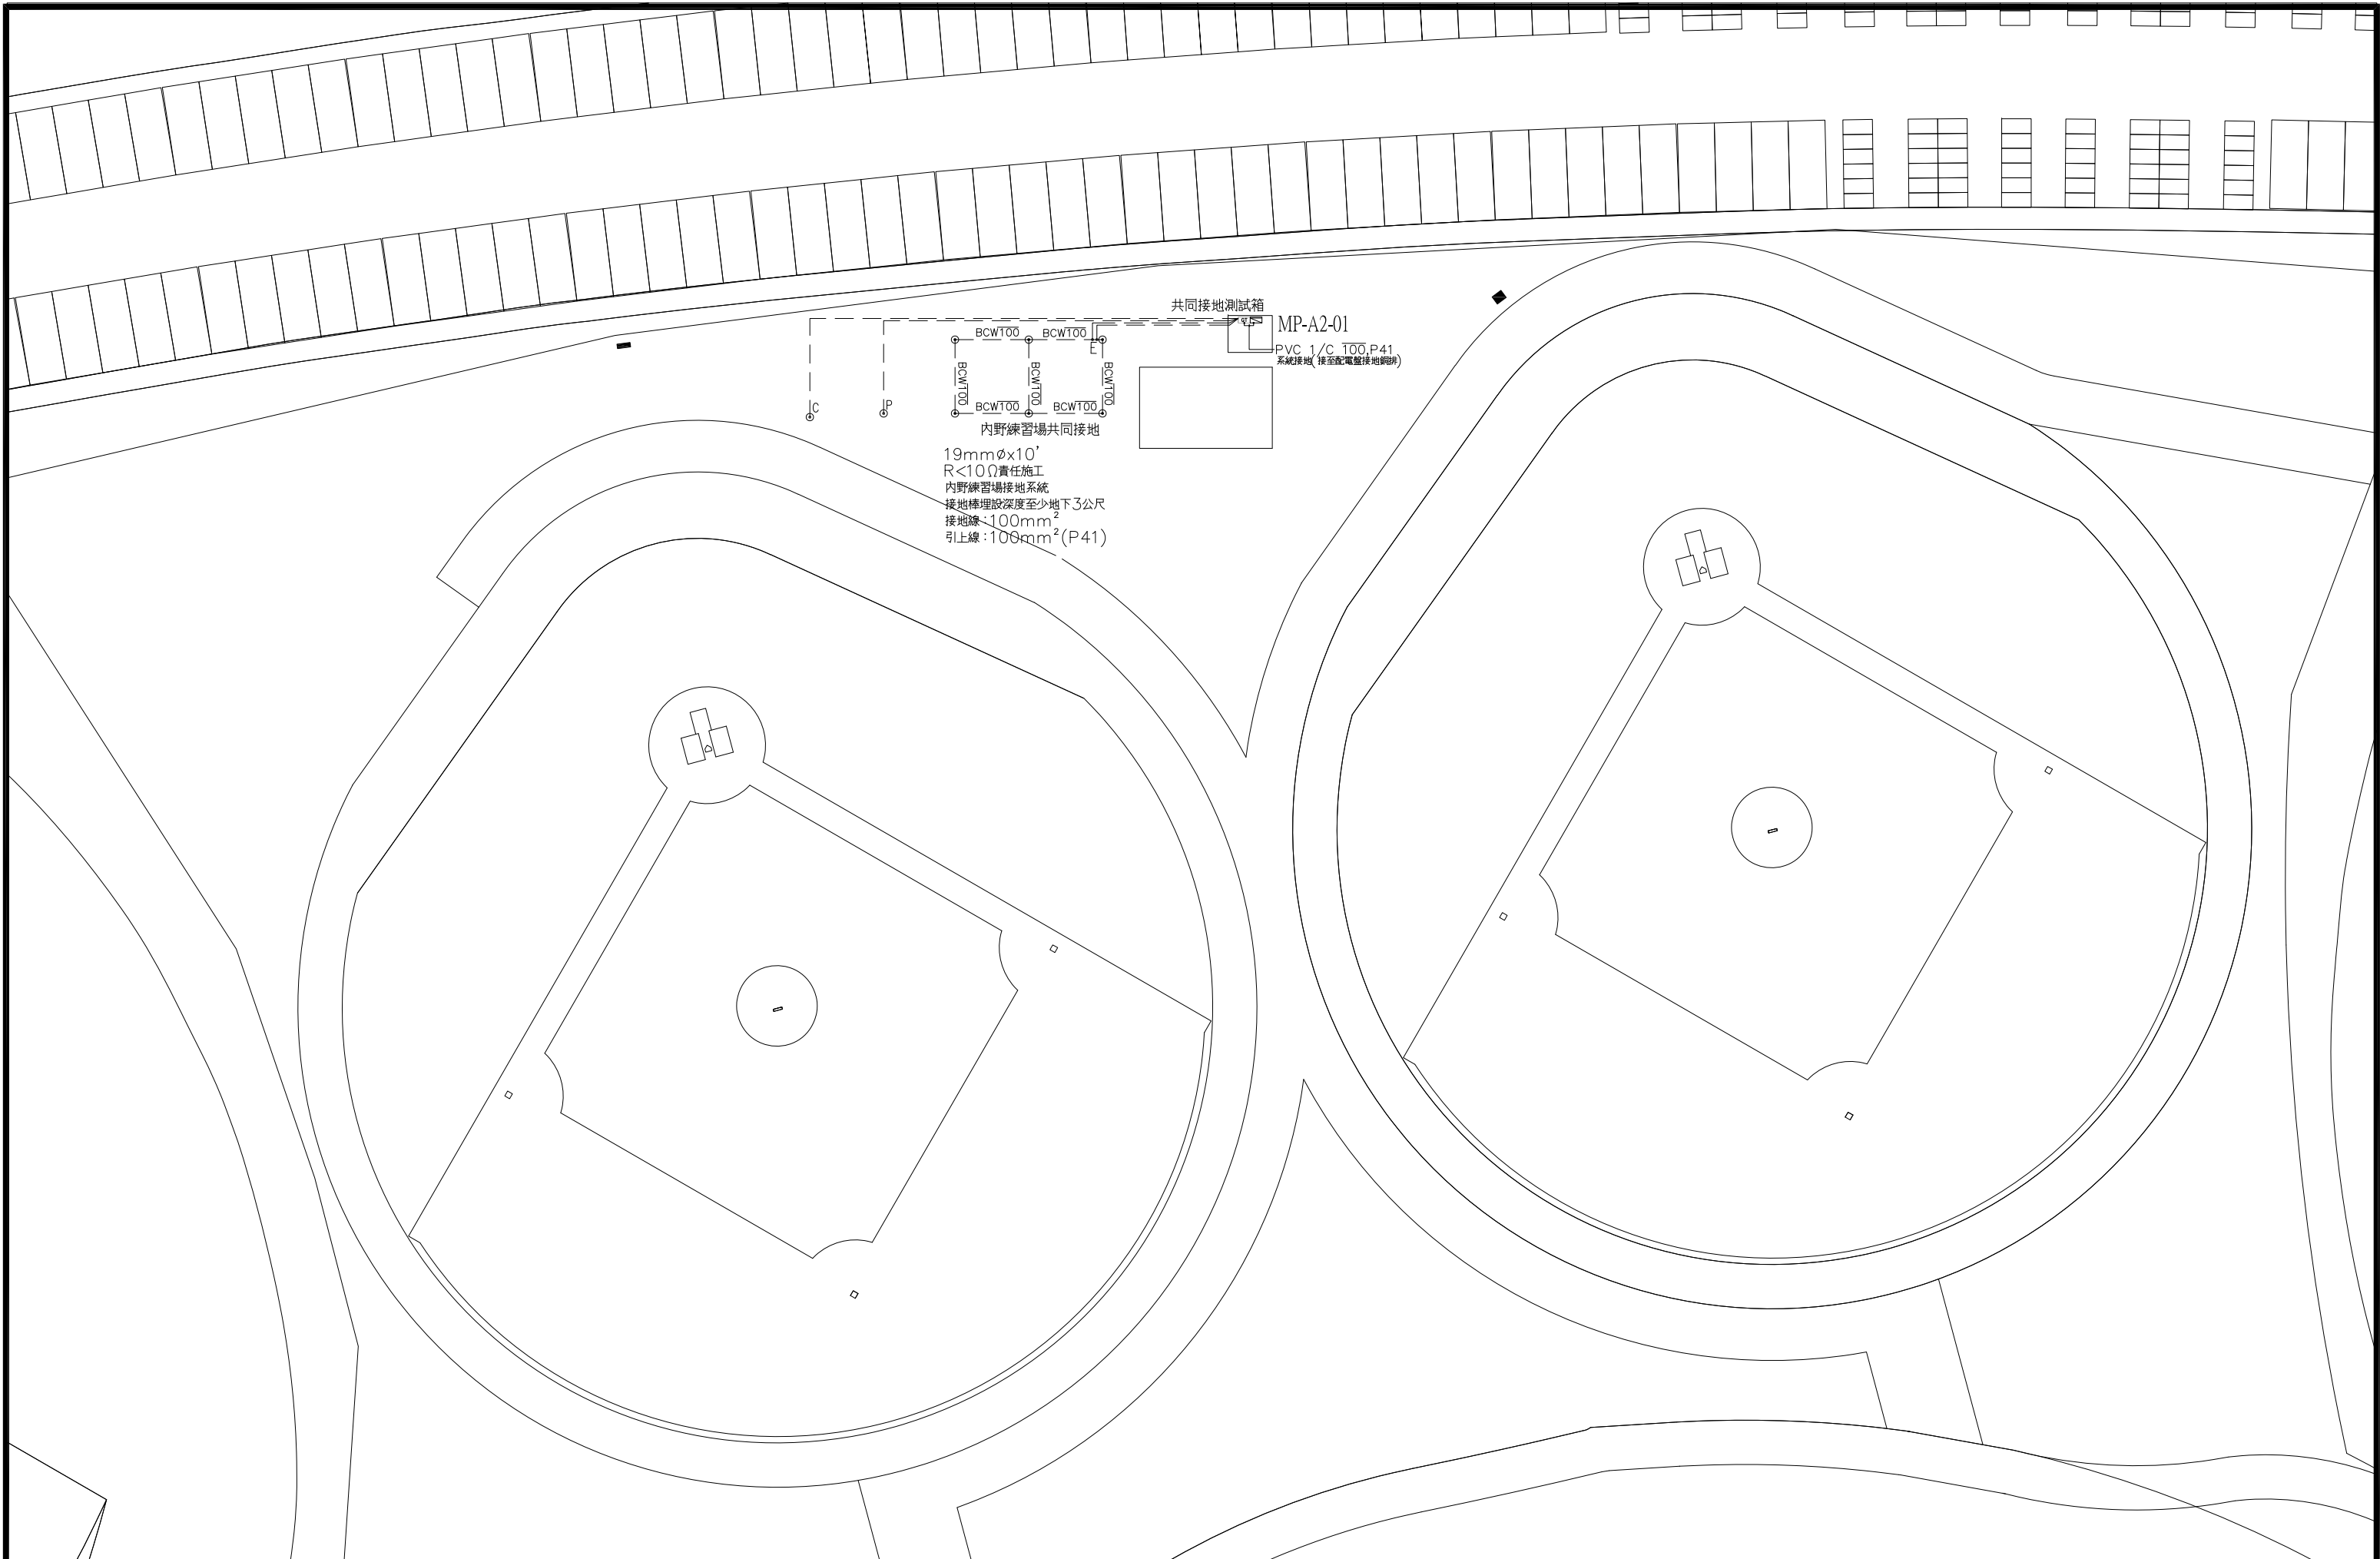 共同接地測試箱
MP-A2-01
BCW100
BCW100
E
PVC 1/C 100,P41
系統接地(接至配電盤接地銅排)
BCW100
BCW100
BCW100
C
P
BCW100
BCW100
內野練習場共同接地
19mmøx10'
R<10Ω責任施工
內野練習場接地系統
接地棒埋設深度至少地下3公尺
接地線：100mm²
引上線：100mm²(P41)